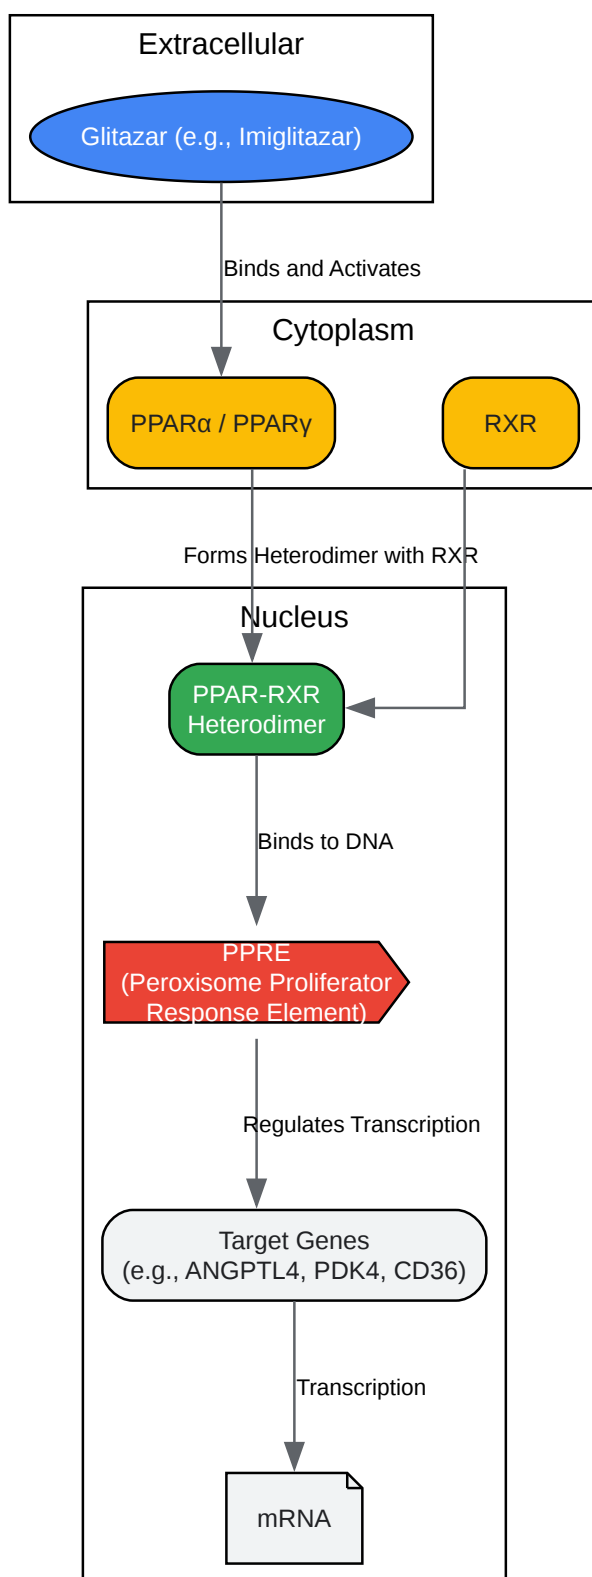 Extracellular
Glitazar (e.g., Imiglitazar)
Binds and Activates
Cytoplasm
PPARα / PPARγ
RXR
Forms Heterodimer with RXR
Nucleus
PPAR-RXR
Heterodimer
Binds to DNA
PPRE
(Peroxisome Proliferator
Response Element)
Regulates Transcription
Target Genes
(e.g., ANGPTL4, PDK4, CD36)
Transcription
mRNA